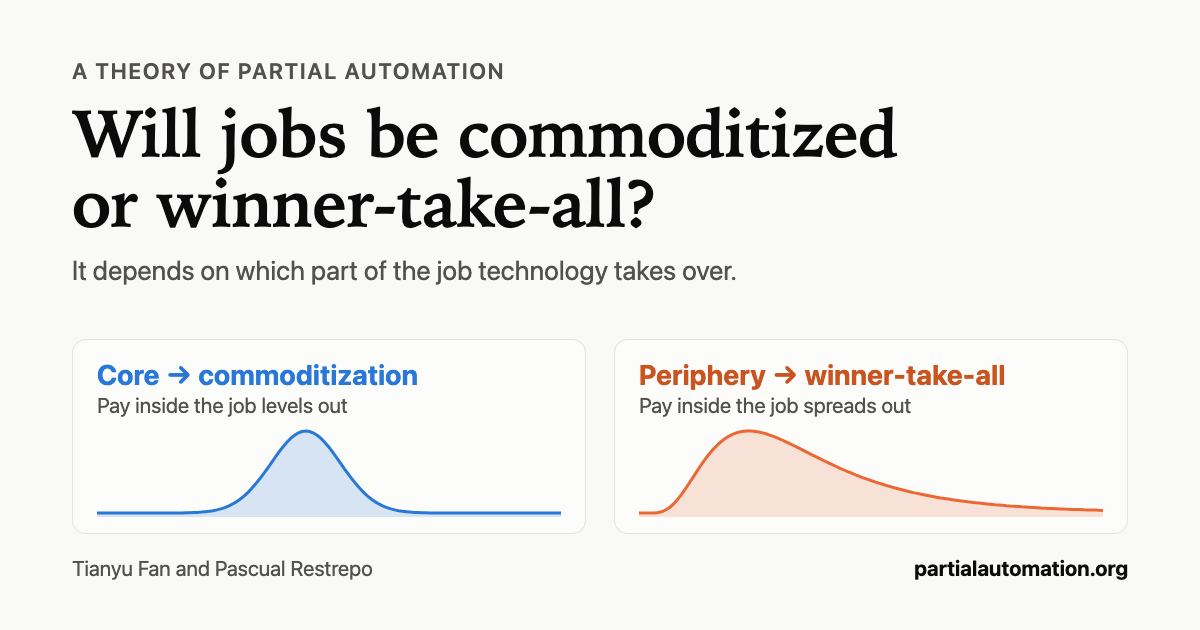 A THEORY OF PARTIAL AUTOMATION
Will jobs be commoditized
or winner-take-all?
It depends on which part of the job technology takes over.
Core → commoditization
Pay inside the job levels out
Periphery → winner-take-all
Pay inside the job spreads out
Tianyu Fan and Pascual Restrepo
partialautomation.org